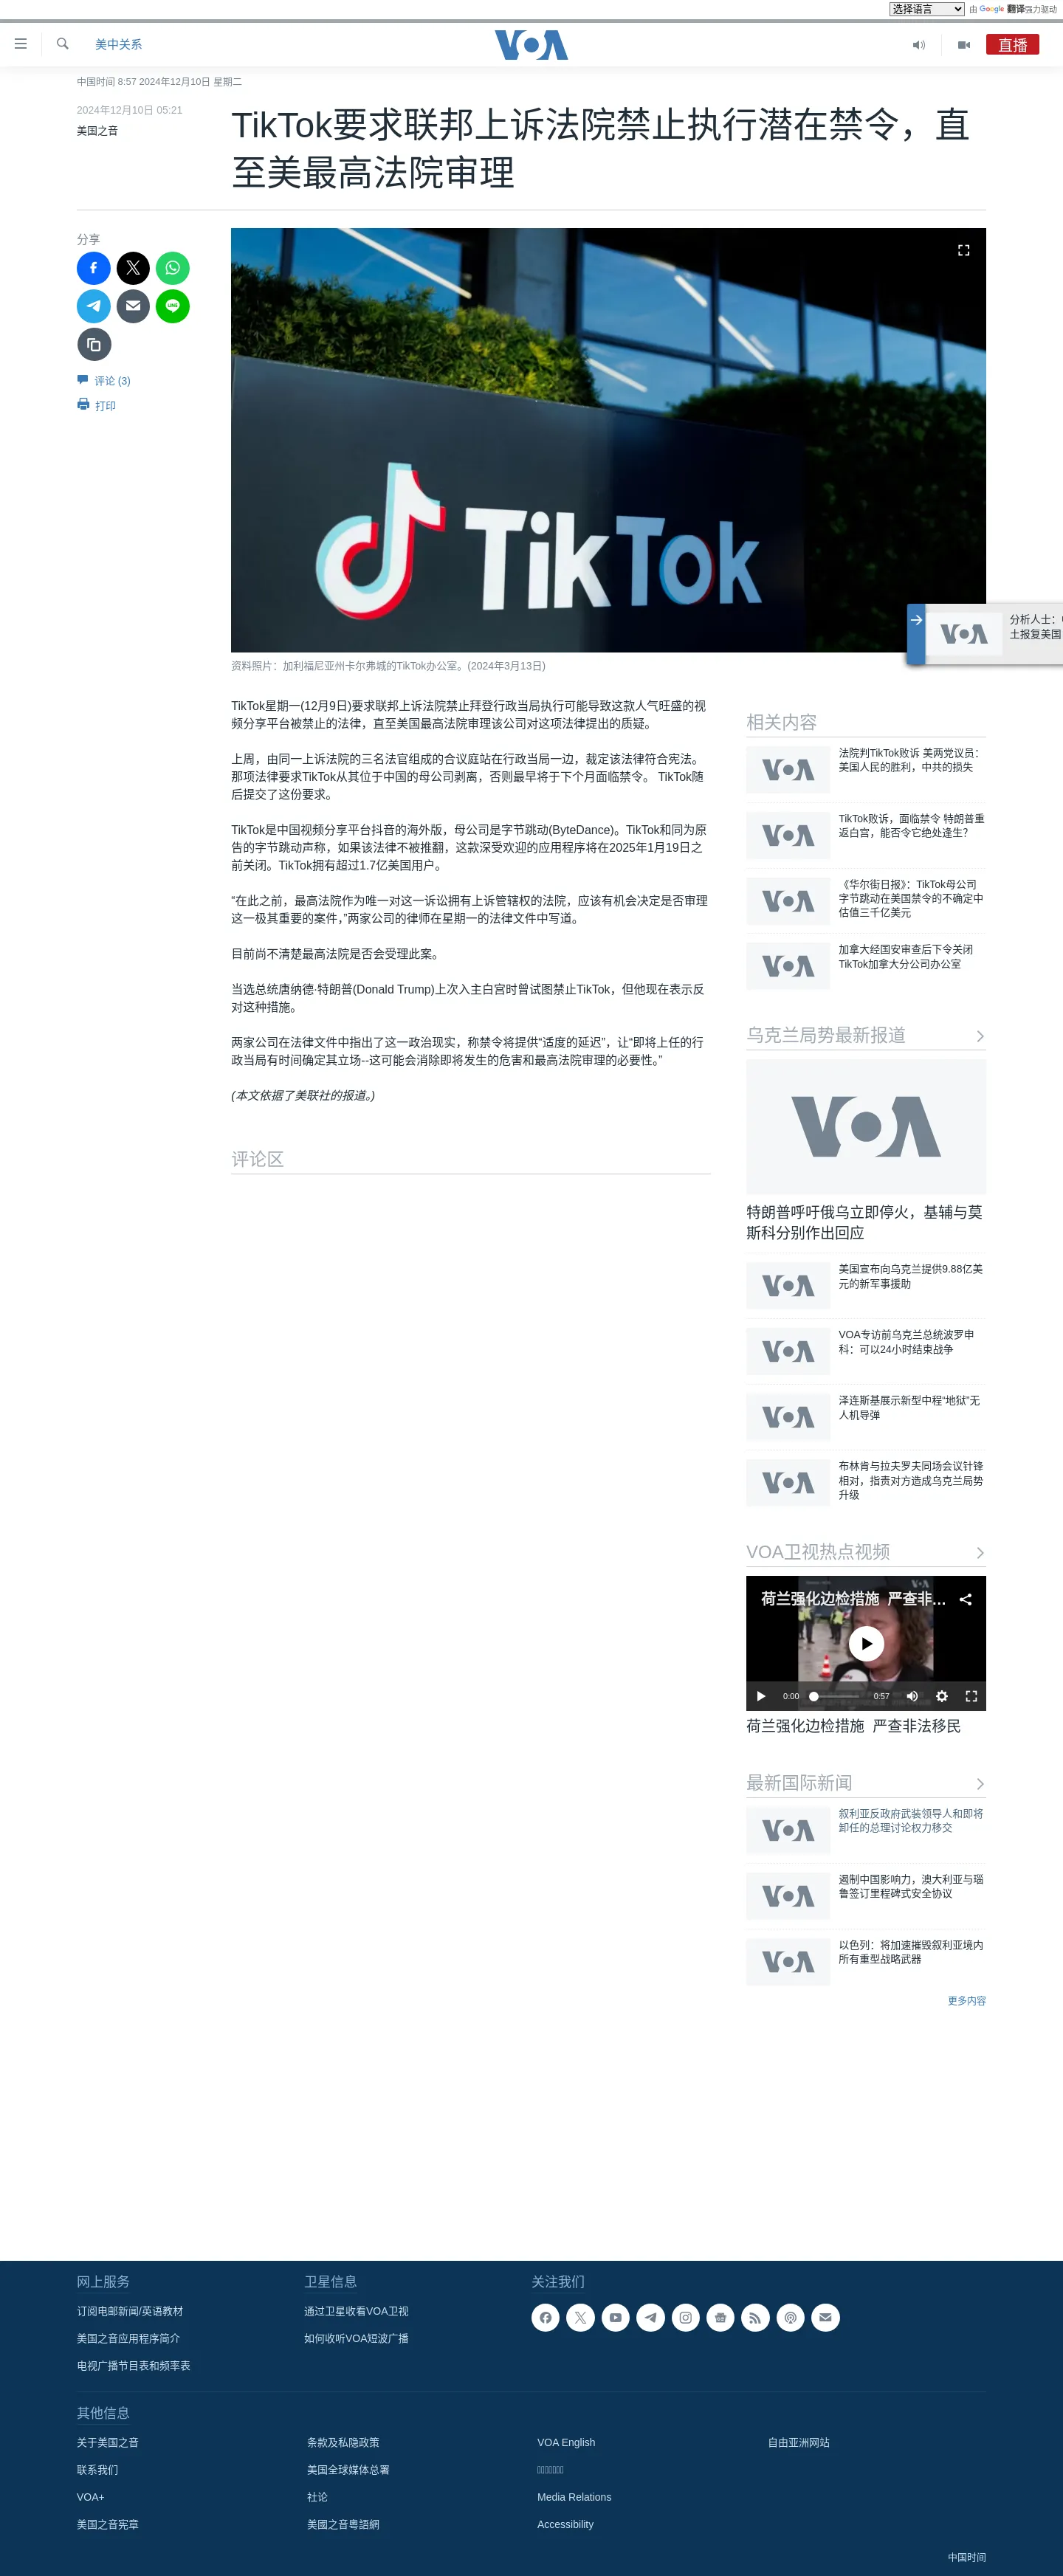 选择语言
由 Google 翻译强力驱动
美中关系
VOA
直播
中国时间 8:57 2024年12月10日 星期二
2024年12月10日 05:21
美国之音
TikTok要求联邦上诉法院禁止执行潜在禁令，直
至美最高法院审理
分享
评论 (3)
打印
TikTok
资料照片：加利福尼亚州卡尔弗城的TikTok办公室。(2024年3月13日)
VOA
分析人士：
土报复美国
TikTok星期一(12月9日)要求联邦上诉法院禁止拜登行政当局执行可能导致这款人气旺盛的视
频分享平台被禁止的法律，直至美国最高法院审理该公司对这项法律提出的质疑。
上周，由同一上诉法院的三名法官组成的合议庭站在行政当局一边，裁定该法律符合宪法。
那项法律要求TikTok从其位于中国的母公司剥离，否则最早将于下个月面临禁令。 TikTok随
后提交了这份要求。
TikTok是中国视频分享平台抖音的海外版，母公司是字节跳动(ByteDance)。TikTok和同为原
告的字节跳动声称，如果该法律不被推翻，这款深受欢迎的应用程序将在2025年1月19日之
前关闭。TikTok拥有超过1.7亿美国用户。
“在此之前，最高法院作为唯一对这一诉讼拥有上诉管辖权的法院，应该有机会决定是否审理
这一极其重要的案件，”两家公司的律师在星期一的法律文件中写道。
目前尚不清楚最高法院是否会受理此案。
当选总统唐纳德·特朗普(Donald Trump)上次入主白宫时曾试图禁止TikTok，但他现在表示反
对这种措施。
两家公司在法律文件中指出了这一政治现实，称禁令将提供“适度的延迟”，让“即将上任的行
政当局有时间确定其立场--这可能会消除即将发生的危害和最高法院审理的必要性。”
(本文依据了美联社的报道。)
评论区
相关内容
VOA
法院判TikTok败诉 美两党议员：
美国人民的胜利，中共的损失
VOA
TikTok败诉，面临禁令 特朗普重
返白宫，能否令它绝处逢生？
VOA
《华尔街日报》：TikTok母公司
字节跳动在美国禁令的不确定中
估值三千亿美元
VOA
加拿大经国安审查后下令关闭
TikTok加拿大分公司办公室
乌克兰局势最新报道
VOA
特朗普呼吁俄乌立即停火，基辅与莫
斯科分别作出回应
VOA
美国宣布向乌克兰提供9.88亿美
元的新军事援助
VOA
VOA专访前乌克兰总统波罗申
科：可以24小时结束战争
VOA
泽连斯基展示新型中程“地狱”无
人机导弹
VOA
布林肯与拉夫罗夫同场会议针锋
相对，指责对方造成乌克兰局势
升级
VOA卫视热点视频
荷兰强化边检措施 严查非...
VOA
0:00
0:57
荷兰强化边检措施 严查非法移民
最新国际新闻
VOA
叙利亚反政府武装领导人和即将
卸任的总理讨论权力移交
VOA
遏制中国影响力，澳大利亚与瑙
鲁签订里程碑式安全协议
VOA
以色列：将加速摧毁叙利亚境内
所有重型战略武器
更多内容
网上服务
订阅电邮新闻/英语教材
美国之音应用程序简介
电视广播节目表和频率表
卫星信息
通过卫星收看VOA卫视
如何收听VOA短波广播
关注我们
其他信息
关于美国之音
联系我们
VOA+
美国之音宪章
条款及私隐政策
美国全球媒体总署
社论
美國之音粵語網
VOA English
Media Relations
Accessibility
自由亚洲网站
中国时间